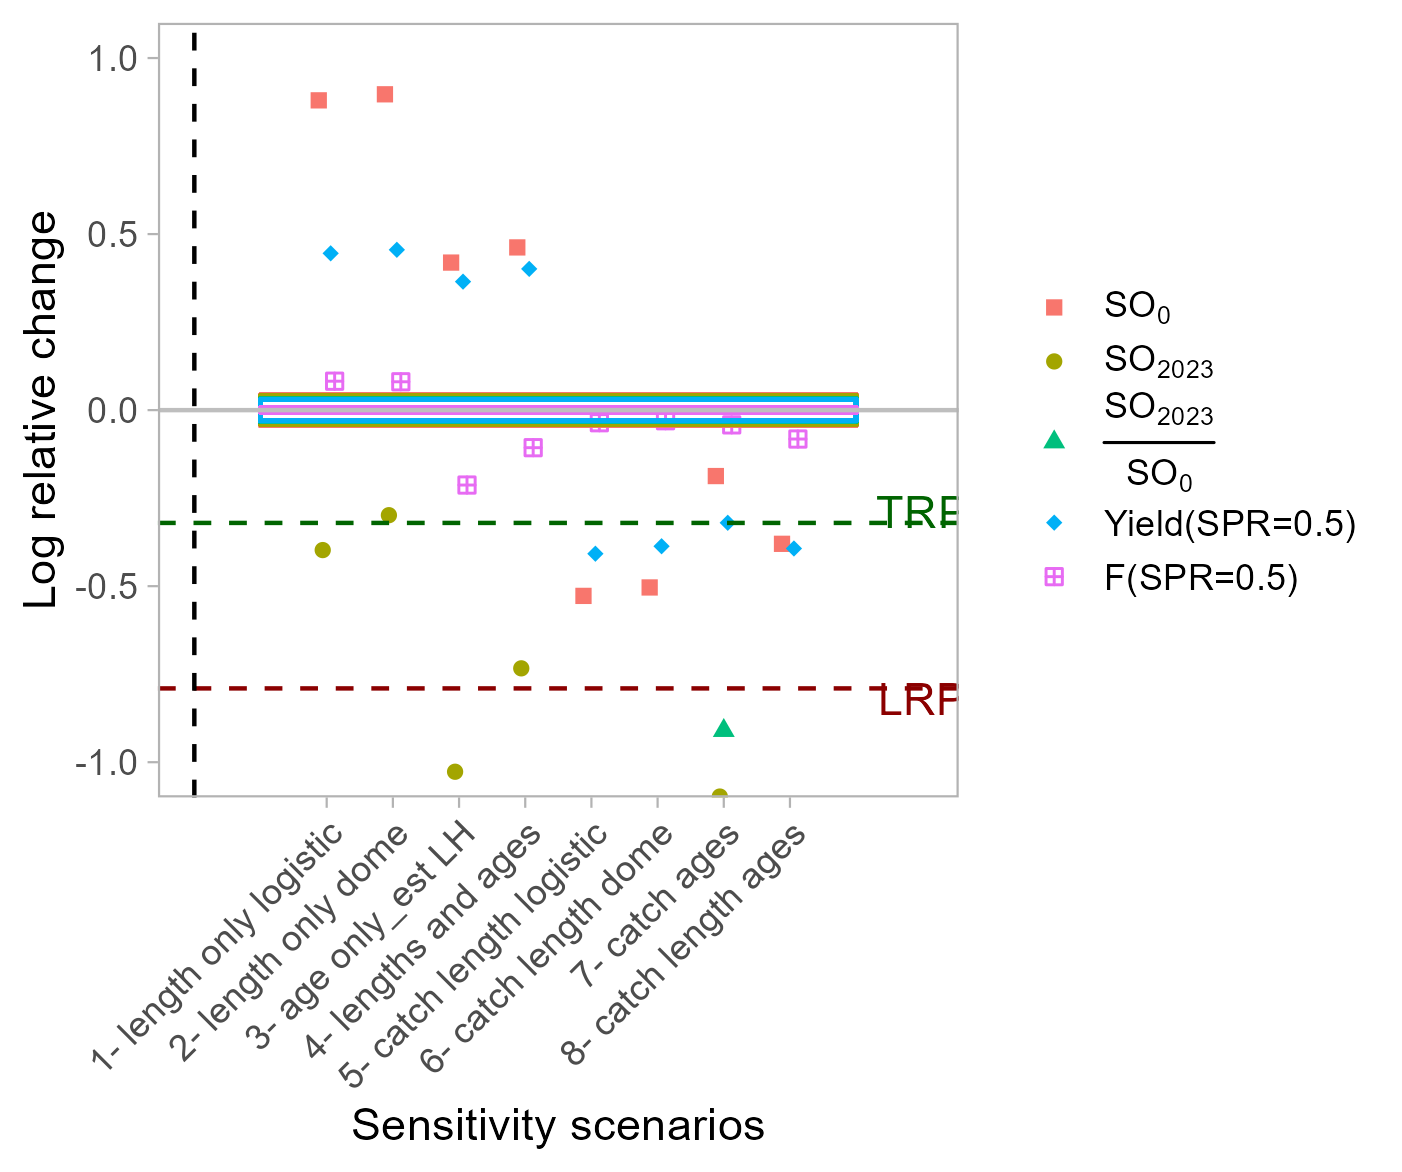 1.0
0.5
0.0
-0.5
-1.0
Log relative change
TRP
LRP
1- length only logistic
2- length only dome
3- age only_est LH
4- lengths and ages
5- catch length logistic
6- catch length dome
7- catch ages
8- catch length ages
Sensitivity scenarios
SO0
SO2023
SO2023
SO0
Yield(SPR=0.5)
F(SPR=0.5)